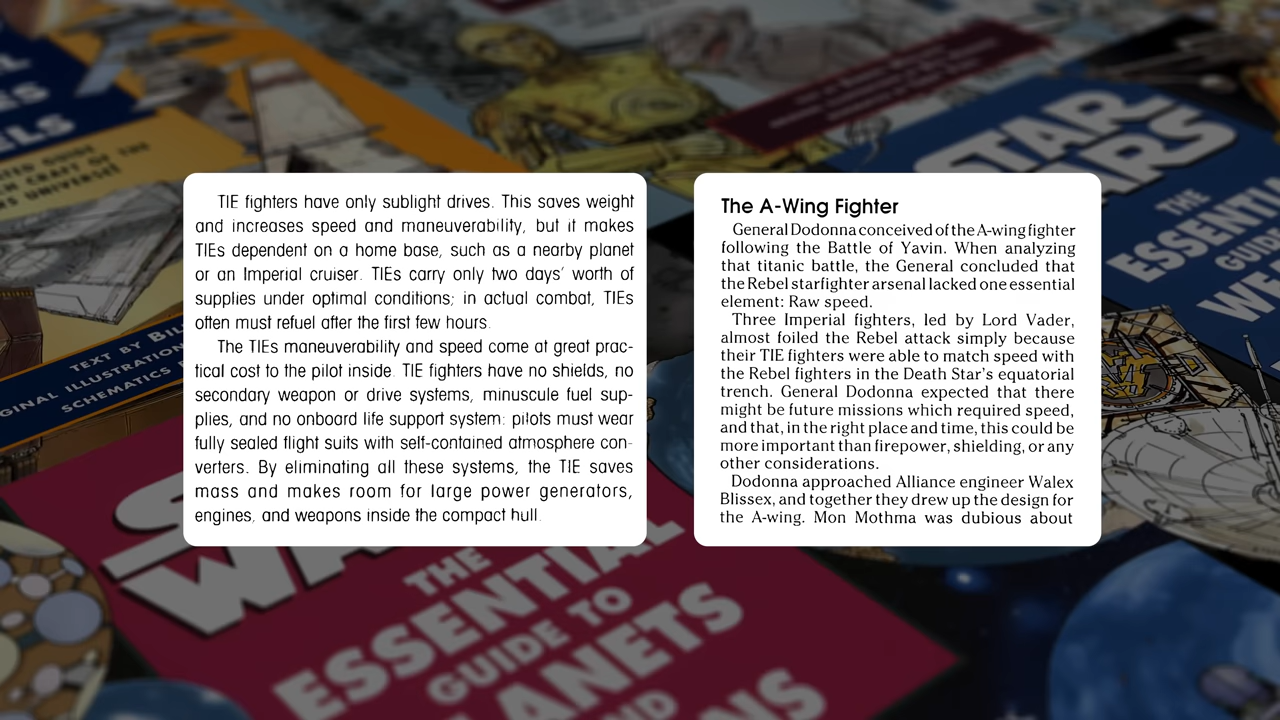 TIE fighters have only sublight drives. This saves weight
and increases speed and maneuverability, but it makes
TIEs dependent on a home base, such as a nearby planet
or an Imperial cruiser. TIEs carry only two days' worth of
supplies under optimal conditions; in actual combat, TIEs
often must refuel after the first few hours.
The TIEs maneuverability and speed come at great prac-
tical cost to the pilot inside. TIE fighters have no shields, no
secondary weapon or drive systems, minuscule fuel sup-
plies, and no onboard life support system: pilots must wear
fully sealed flight suits with self-contained atmosphere con-
verters. By eliminating all these systems, the TIE saves
mass and makes room for large power generators,
engines, and weapons inside the compact hull.
The A-Wing Fighter
General Dodonna conceived of the A-wing fighter
following the Battle of Yavin. When analyzing
that titanic battle, the General concluded that
the Rebel starfighter arsenal lacked one essential
element: Raw speed.
Three Imperial fighters, led by Lord Vader,
almost foiled the Rebel attack simply because
their TIE fighters were able to match speed with
the Rebel fighters in the Death Star's equatorial
trench. General Dodonna expected that there
might be future missions which required speed,
and that, in the right place and time, this could be
more important than firepower, shielding, or any
other considerations.
Dodonna approached Alliance engineer Walex
Blissex, and together they drew up the design for
the A-wing. Mon Mothma was dubious about
STAR
THE
ESSENTIAL
GUIDE TO
TEXT BY
SCHEMATICS